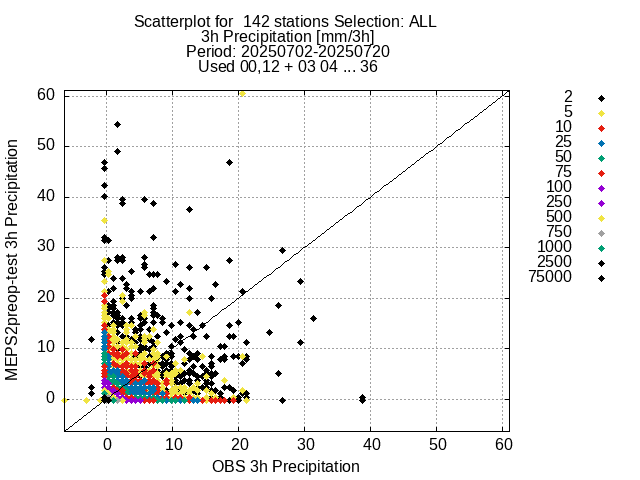 Scatterplot for  142 stations Selection: ALL
3h Precipitation [mm/3h]
Period: 20250702-20250720
Used 00,12 + 03 04 ... 36
MEPS2preop-test 3h Precipitation
60
50
40
30
20
10
0
0 10 20 30 40 50 60
OBS 3h Precipitation
2
5
10
25
50
75
100
250
500
750
1000
2500
75000